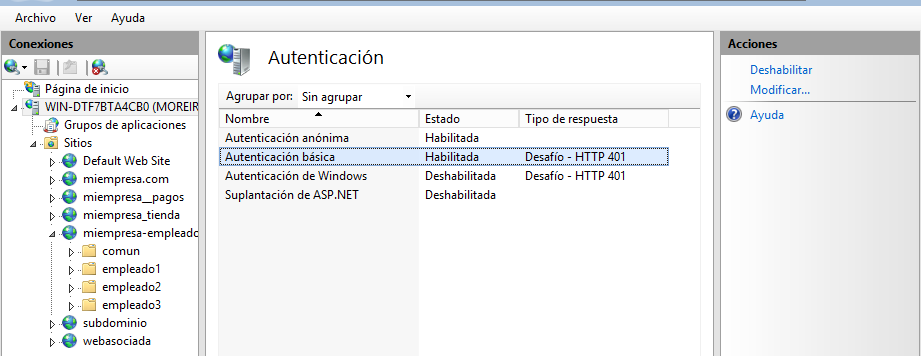 Archivo Ver Ayuda
Conexiones
Página de inicio
WIN-DTF7BTA4CB0 (MOREIR
Grupos de aplicaciones
Sitios
Default Web Site
miempresa.com
miempresa__pagos
miempresa_tienda
miempresa-empleado
comun
empleado1
empleado2
empleado3
subdominio
webasociada
Autenticación
Agrupar por: Sin agrupar
Nombre Estado Tipo de respuesta
Autenticación anónima Habilitada
Autenticación básica Habilitada Desafío - HTTP 401
Autenticación de Windows Deshabilitada Desafío - HTTP 401
Suplantación de ASP.NET Deshabilitada
Acciones
Deshabilitar
Modificar...
Ayuda